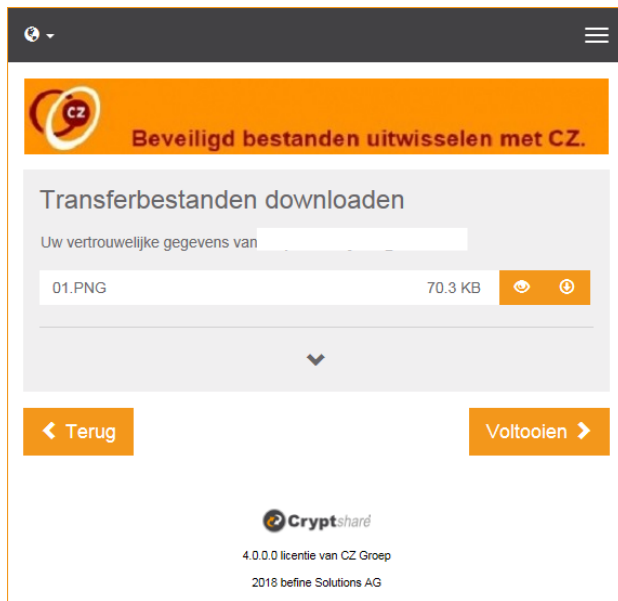 CZ
Beveiligd bestanden uitwisselen met CZ.
Transferbestanden downloaden
Uw vertrouwelijke gegevens van
01.PNG 70.3 KB
Terug Voltooien
Cryptshare
4.0.0.0 licentie van CZ Groep
2018 befine Solutions AG